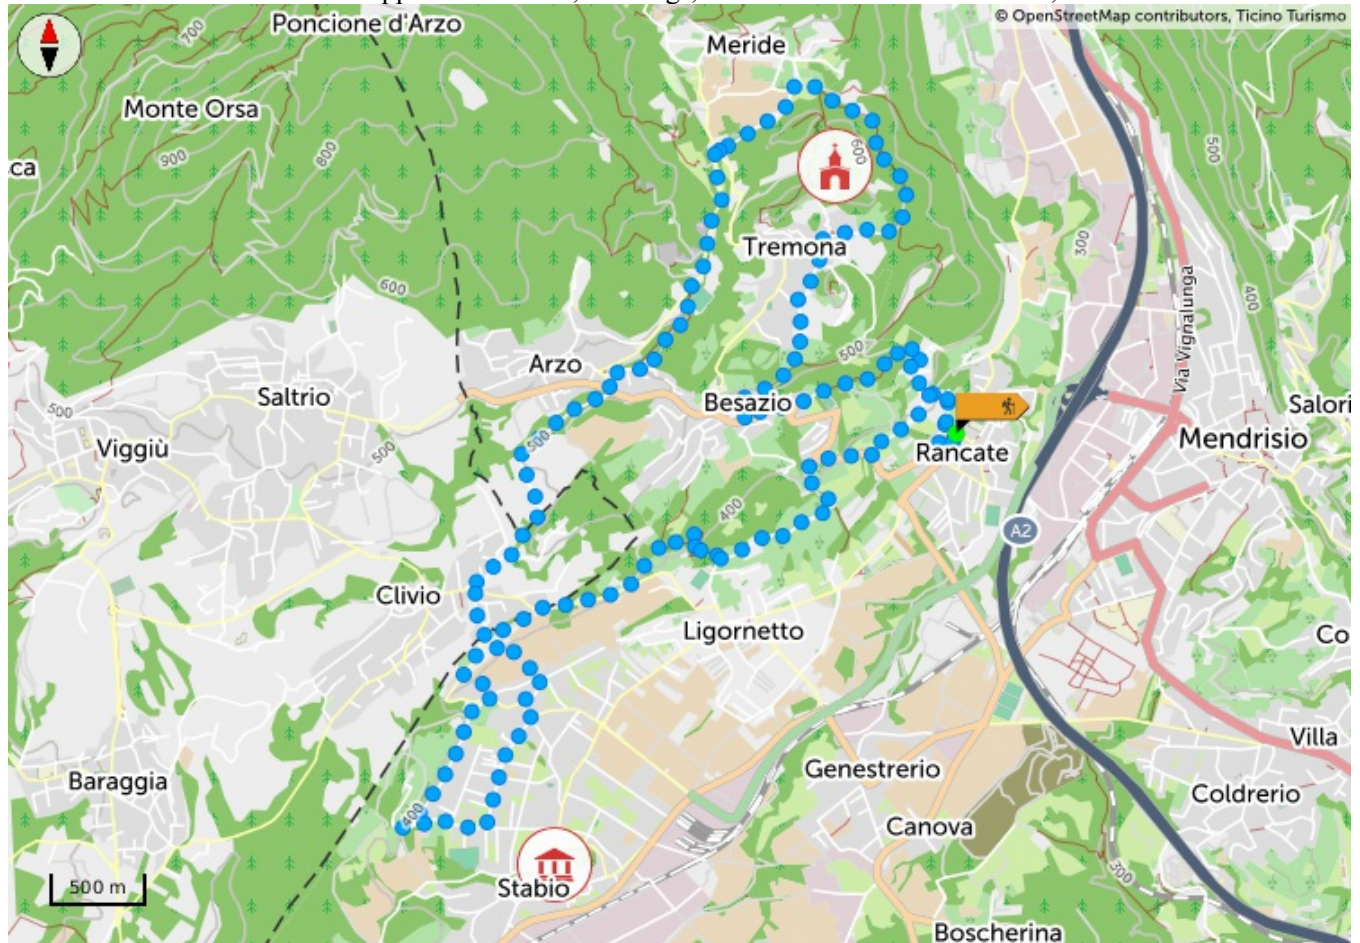 © OpenStreetMap contributors, Ticino Turismo
Poncione d'Arzo
Meride
700
Monte Orsa
900
800
600
500
ca
300
Tremona
600
400
Via Vignalunga
500
Arzo
Saltrio
500
Besazio
Salori
Viggiù
500
500
Rancate
Mendrisio
400
A2
Clivio
Ligornetto
Co
Villa
Baraggia
Genestrerio
Coldrerio
400
Canova
500 m
Stabio
300
Boscherina